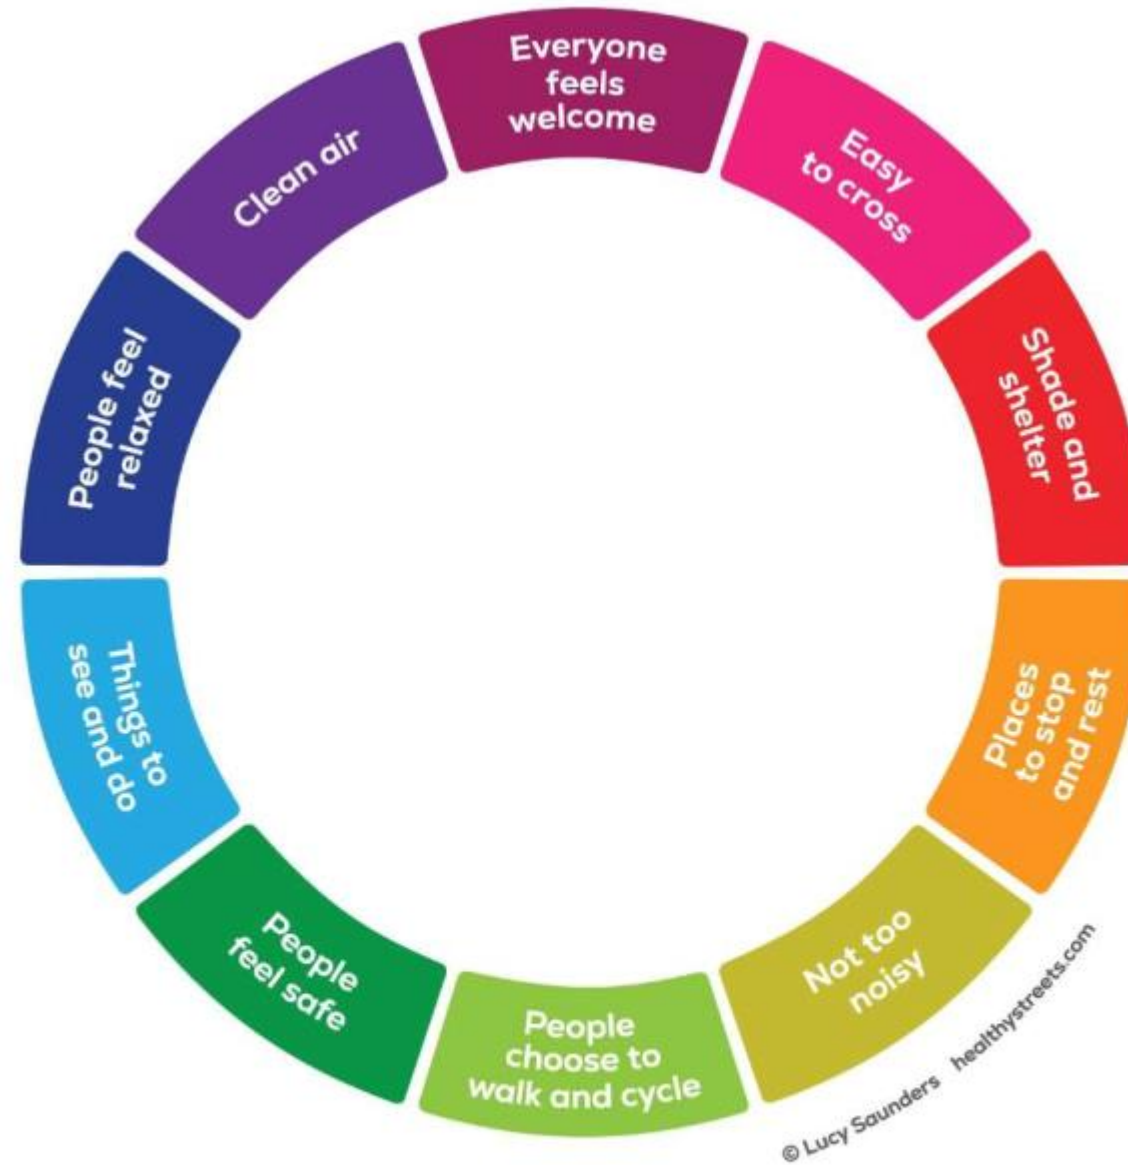 Everyone
feels
welcome
Easy
to cross
Shade and
shelter
Places
to stop
and rest
Not too
noisy
People
choose to
walk and cycle
People
feel safe
Things to
see and do
People feel
relaxed
Clean air
© Lucy Saunders healthystreets.com